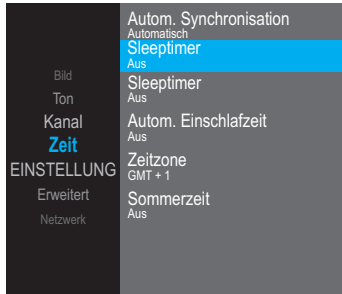 Bild
Ton
Kanal
Zeit
EINSTELLUNG
Erweitert
Netzwerk
Autom. Synchronisation
Automatisch
Sleeptimer
Aus
Sleeptimer
Aus
Autom. Einschlafzeit
Aus
Zeitzone
GMT + 1
Sommerzeit
Aus